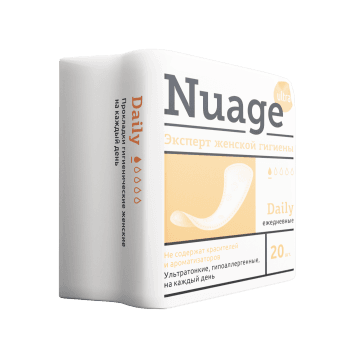 Daily
Прокладки гигиенические женские
на каждый день
Nuage
Эксперт женской гигиены
Daily
ежедневные
Не содержат красителей
и ароматизаторов
Ультратонкие, гипоаллергенные,
на каждый день
20 шт